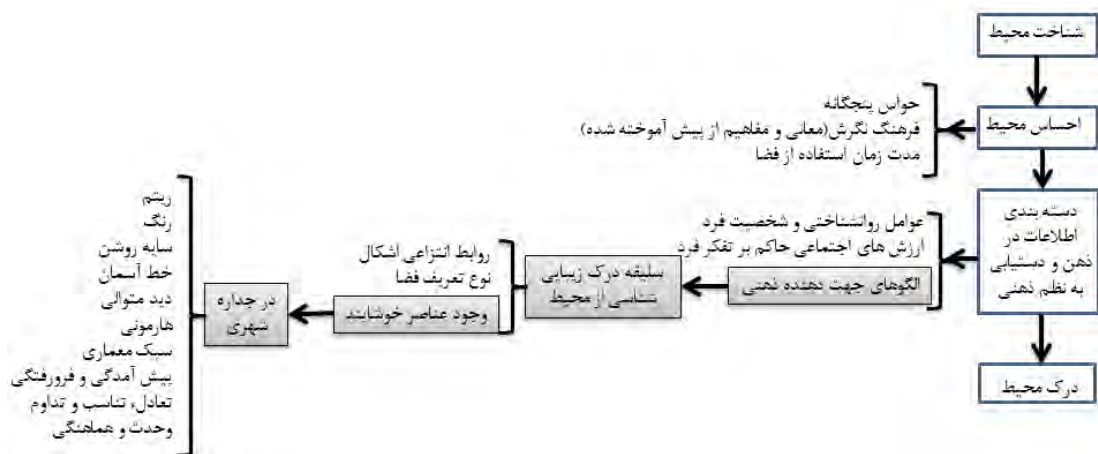 شناخت محیط
احساس محیط
حواس پنجگانه
فرهنگ نگرش(معانی و مفاهیم از پیش آموخته شده)
مدت زمان استفاده از فضا
دسته بندی
اطلاعات در
ذهن و دستیابی
به نظم ذهنی
عوامل روانشناختی و شخصیت فرد
ارزش های اجتماعی حاکم بر تفکر فرد
الگوهای جهت دهنده ذهنی
سلیقه درک زیبایی
شناسی از محیط
روابط انتزاعی اشکال
نوع تعریف فضا
وجود عناصر خوشایند
در جداره
شهری
ریتم
رنگ
سایه روشن
خط آسمان
دید متوالی
هارمونی
سبک معماری
پیش آمدگی و فرورفتگی
تعادل، تناسب و تداوم
وحدت و هماهنگی
درک محیط